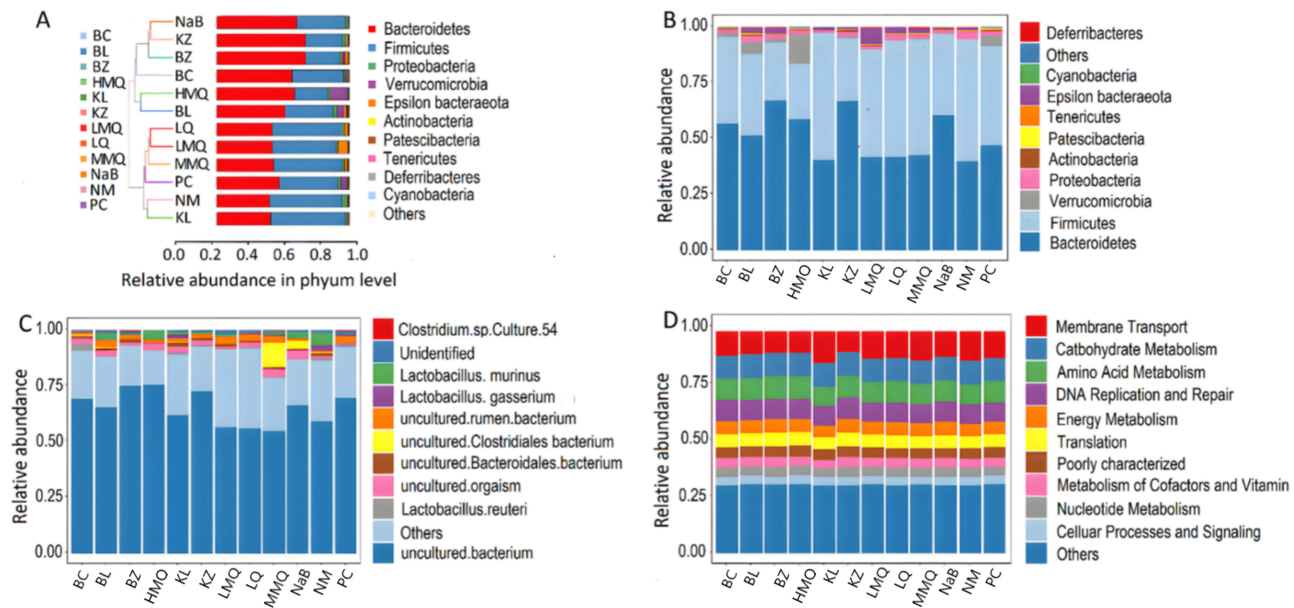 A
BC
BL
BZ
HMQ
KL
KZ
LMQ
LQ
MMQ
NaB
NM
PC
NaB
KZ
BZ
BC
HMQ
BL
LQ
LMQ
MMQ
PC
NM
KL
Bacteroidetes
Firmicutes
Proteobacteria
Verrucomicrobia
Epsilon bacteraeota
Actinobacteria
Patescibacteria
Tenericutes
Deferribacteres
Cyanobacteria
Others
0.0 0.2 0.4 0.6 0.8 1.0
Relative abundance in phyum level
B
Relative abundance
1.00
0.75
0.50
0.25
0.00
BC BL BZ HMQ KL KZ LMQ LQ MMQ NaB NM PC
Deferribacteres
Others
Cyanobacteria
Epsilon bacteraeota
Tenericutes
Patescibacteria
Actinobacteria
Proteobacteria
Verrucomicrobia
Firmicutes
Bacteroidetes
C
Relative abundance
1.00
0.75
0.50
0.25
0.00
BC BL BZ HMQ KL KZ LMQ LQ MMQ NaB NM PC
Clostridium.sp.Culture.54
Unidentified
Lactobacillus. murinus
Lactobacillus. gasserium
uncultured.rumen.bacterium
uncultured.Clostridiales bacterium
uncultured.Bacteroidales.bacterium
uncultured.orgaism
Lactobacillus.reuteri
Others
uncultured.bacterium
D
Relative abundance
1.00
0.75
0.50
0.25
0.00
BC BL BZ HMQ KL KZ LMQ LQ MMQ NaB NM PC
Membrane Transport
Catbohydrate Metabolism
Amino Acid Metabolism
DNA Replication and Repair
Energy Metabolism
Translation
Poorly characterized
Metabolism of Cofactors and Vitamin
Nucleotide Metabolism
Celluar Processes and Signaling
Others